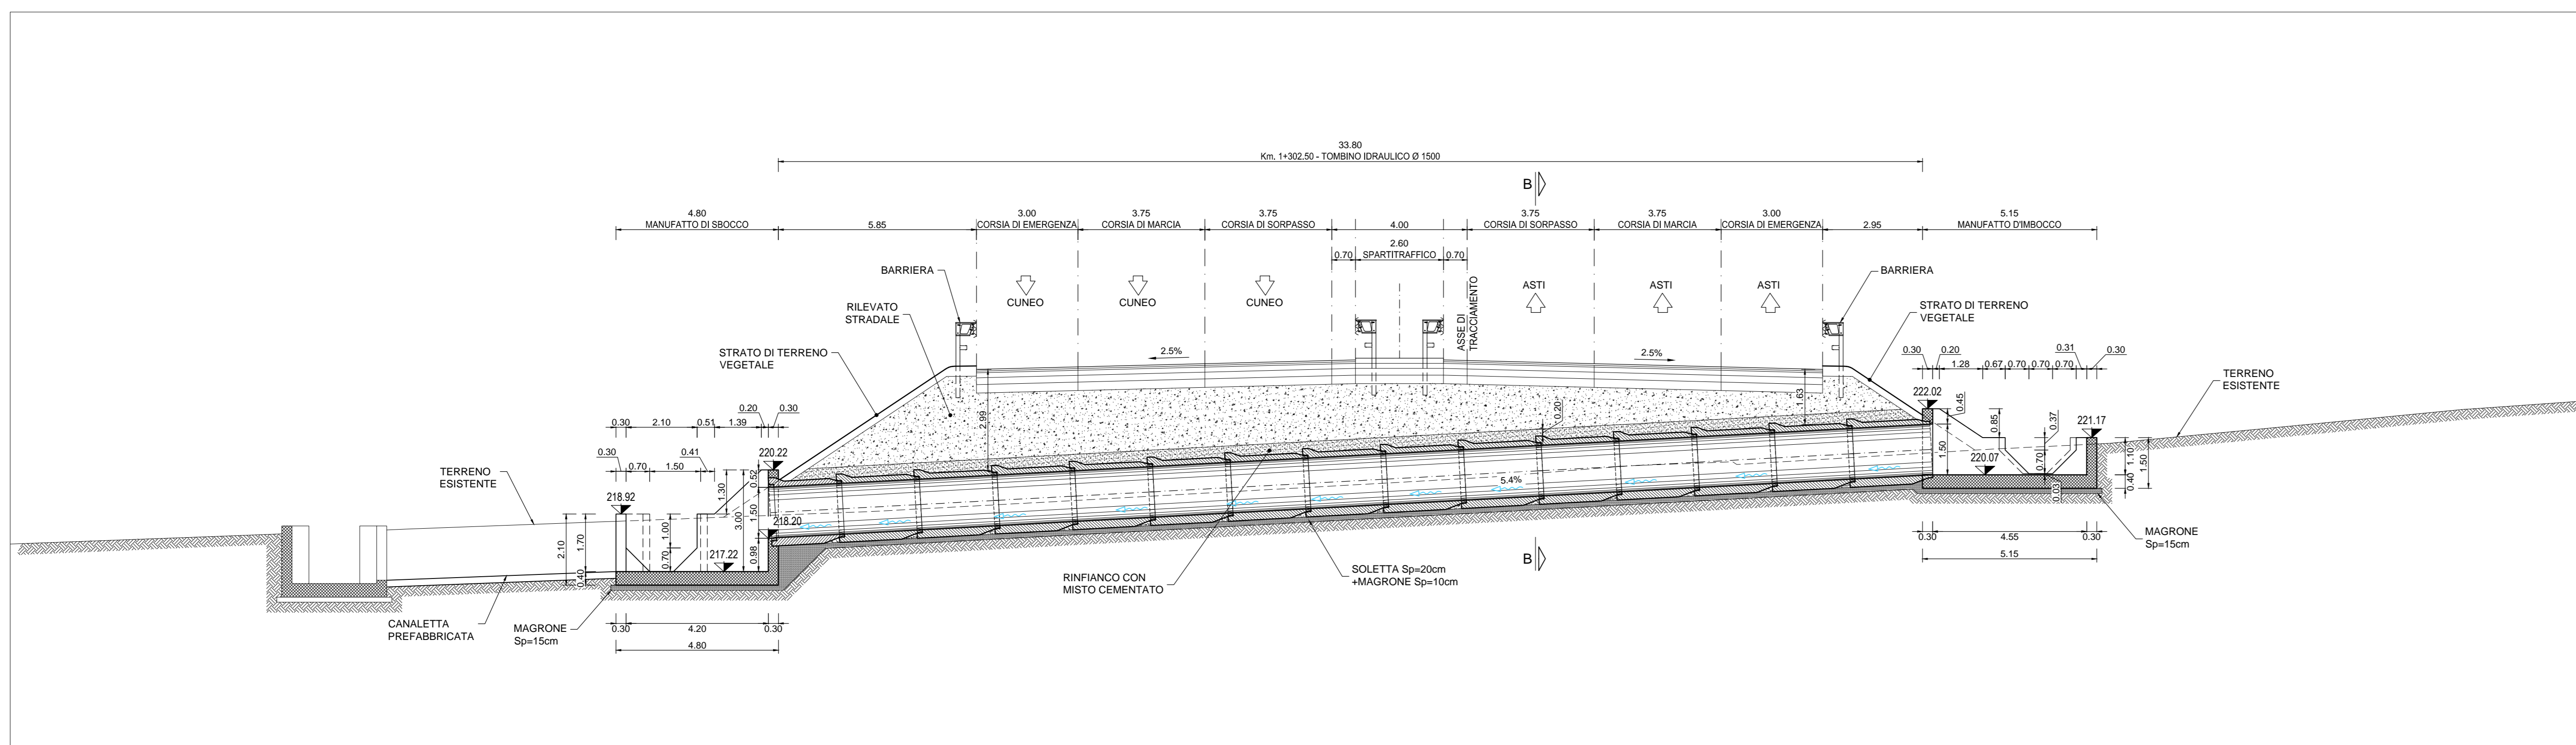 33.80
Km. 1+302.50 - TOMBINO IDRAULICO Ø 1500
B
4.80
MANUFATTO DI SBOCCO
5.85
3.00
CORSIA DI EMERGENZA
3.75
CORSIA DI MARCIA
3.75
CORSIA DI SORPASSO
4.00
3.75
CORSIA DI SORPASSO
3.75
CORSIA DI MARCIA
3.00
CORSIA DI EMERGENZA
2.95
5.15
MANUFATTO D'IMBOCCO
0.70
2.60
SPARTITRAFFICO
0.70
BARRIERA
CUNEO
CUNEO
CUNEO
ASSE DI
TRACCIAMENTO
ASTI
ASTI
ASTI
BARRIERA
RILEVATO
STRADALE
STRATO DI TERRENO
VEGETALE
STRATO DI TERRENO
VEGETALE
2.5%
2.5%
0.30
0.20
1.28
0.67
0.70
0.70
0.70
0.31
0.30
TERRENO
ESISTENTE
2.99
0.20
1.63
222.02
0.45
0.85
0.37
221.17
0.20
0.30
0.30
2.10
0.51
1.39
0.30
0.70
1.50
0.41
220.22
0.52
1.30
3.00
1.50
TERRENO
ESISTENTE
218.92
218.20
5.4%
1.50
220.07
0.70
0.03
1.10
1.50
0.40
2.10
1.70
0.40
1.00
0.70
217.22
0.98
B
RINFIANCO CON
MISTO CEMENTATO
SOLETTA Sp=20cm
+MAGRONE Sp=10cm
0.30
4.55
0.30
5.15
MAGRONE
Sp=15cm
CANALETTA
PREFABBRICATA
MAGRONE
Sp=15cm
0.30
4.20
0.30
4.80